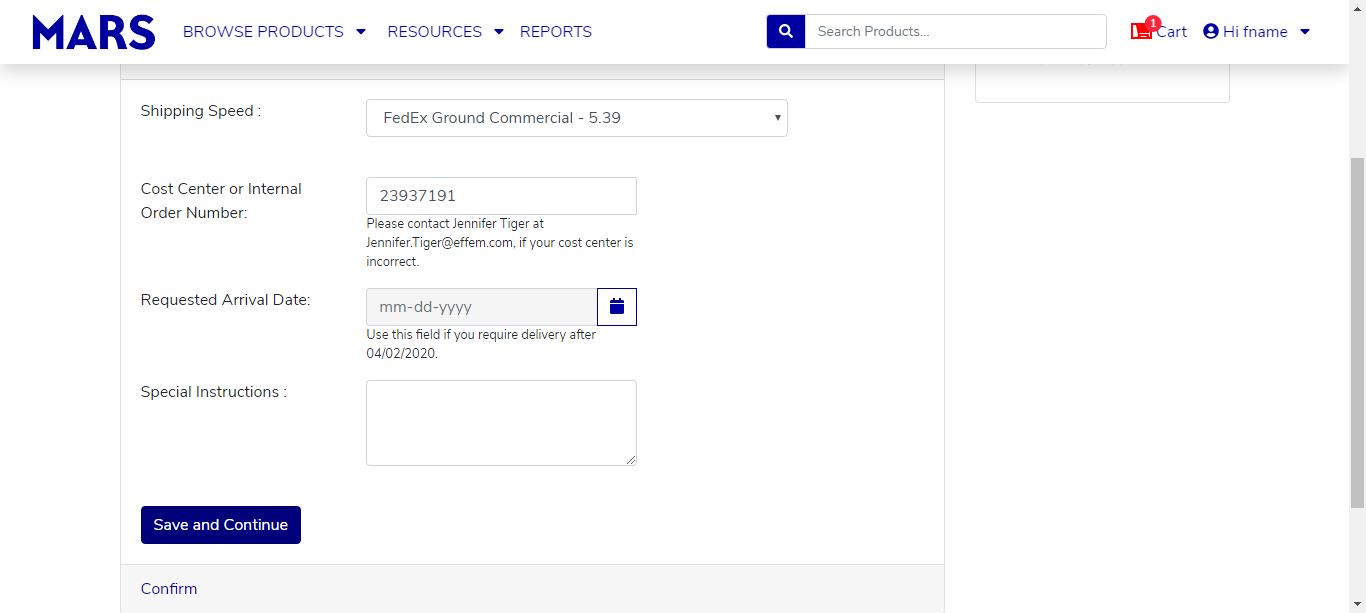 MARS BROWSE PRODUCTS RESOURCES REPORTS Search Products... 1 Cart Hi fname
Shipping Speed : FedEx Ground Commercial - 5.39
Cost Center or Internal
Order Number:
23937191
Please contact Jennifer Tiger at
Jennifer.Tiger@effem.com, if your cost center is
incorrect.
Requested Arrival Date: mm-dd-yyyy
Use this field if you require delivery after
04/02/2020.
Special Instructions :
Save and Continue
Confirm